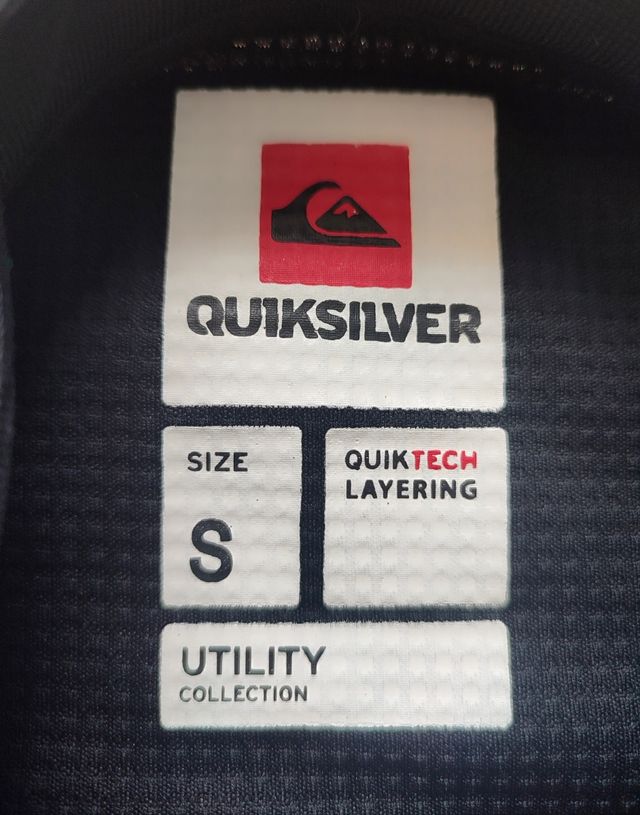 QUIKSILVER
SIZE
S
QUIKTECH
LAYERING
UTILITY
COLLECTION